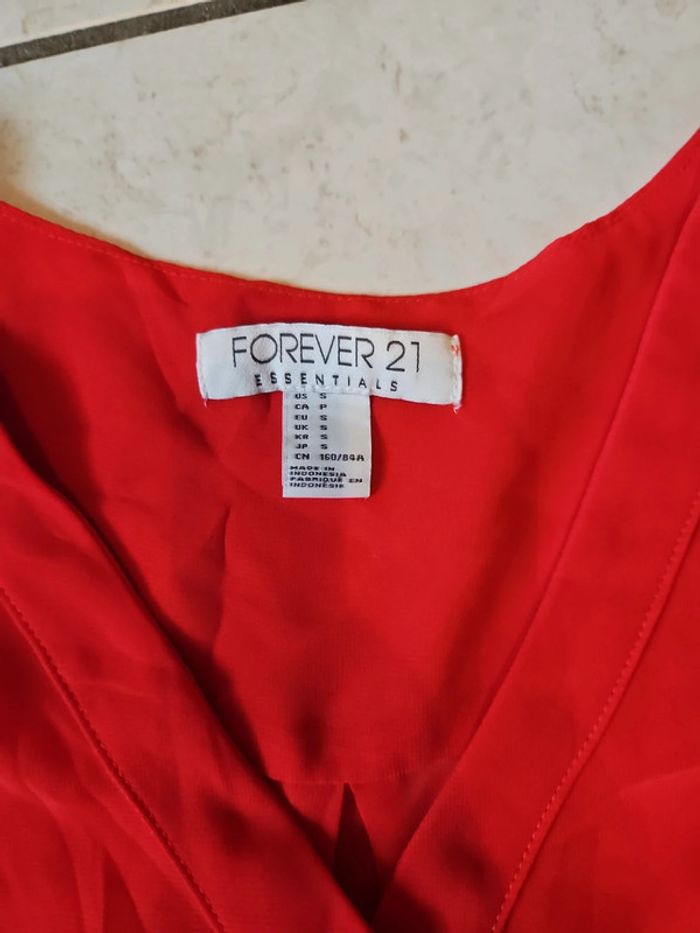 FOREVER 21
ESSENTIALS
US S
CA P
EU S
UK S
KR S
JP S
CN 160/84A
MADE IN
INDONESIA
FABRIQUÉ EN
INDONÉSIE